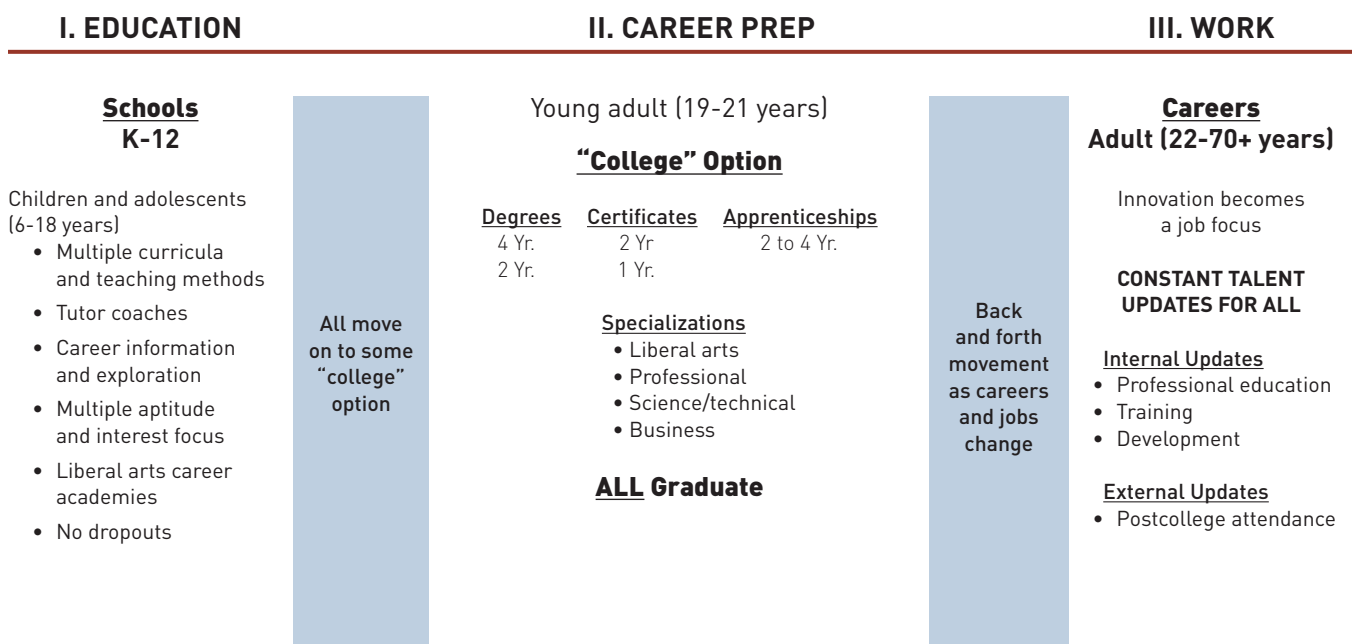 I. EDUCATION
II. CAREER PREP
III. WORK
Schools
K-12
Children and adolescents
(6-18 years)
• Multiple curricula
and teaching methods
• Tutor coaches
• Career information
and exploration
• Multiple aptitude
and interest focus
• Liberal arts career
academies
• No dropouts
All move
on to some
“college”
option
Young adult (19-21 years)
“College” Option
Degrees Certificates Apprenticeships
4 Yr. 2 Yr 2 to 4 Yr.
2 Yr. 1 Yr.
Specializations
• Liberal arts
• Professional
• Science/technical
• Business
ALL Graduate
Back
and forth
movement
as careers
and jobs
change
Careers
Adult (22-70+ years)
Innovation becomes
a job focus
CONSTANT TALENT
UPDATES FOR ALL
Internal Updates
• Professional education
• Training
• Development
External Updates
• Postcollege attendance